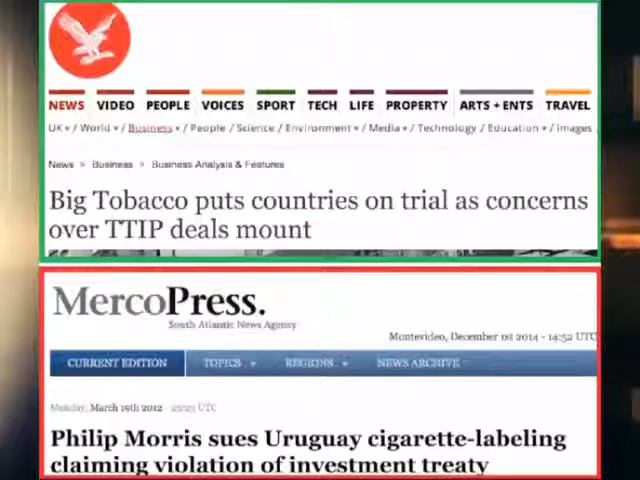 NEWS VIDEO PEOPLE VOICES SPORT TECH LIFE PROPERTY ARTS + ENTS TRAVEL
UK / World / Business / People / Science / Environment / Media / Technology / Education / Images
News > Business > Business Analysis & Features
Big Tobacco puts countries on trial as concerns
over TTIP deals mount
MercoPress.
South Atlantic News Agency
Montevideo, December 1st 2014 - 14:52 UTC
CURRENT EDITION TOPICS REGIONS NEWS ARCHIVE
Monday, March 19th 2012 - UTC
Philip Morris sues Uruguay cigarette-labeling
claiming violation of investment treaty